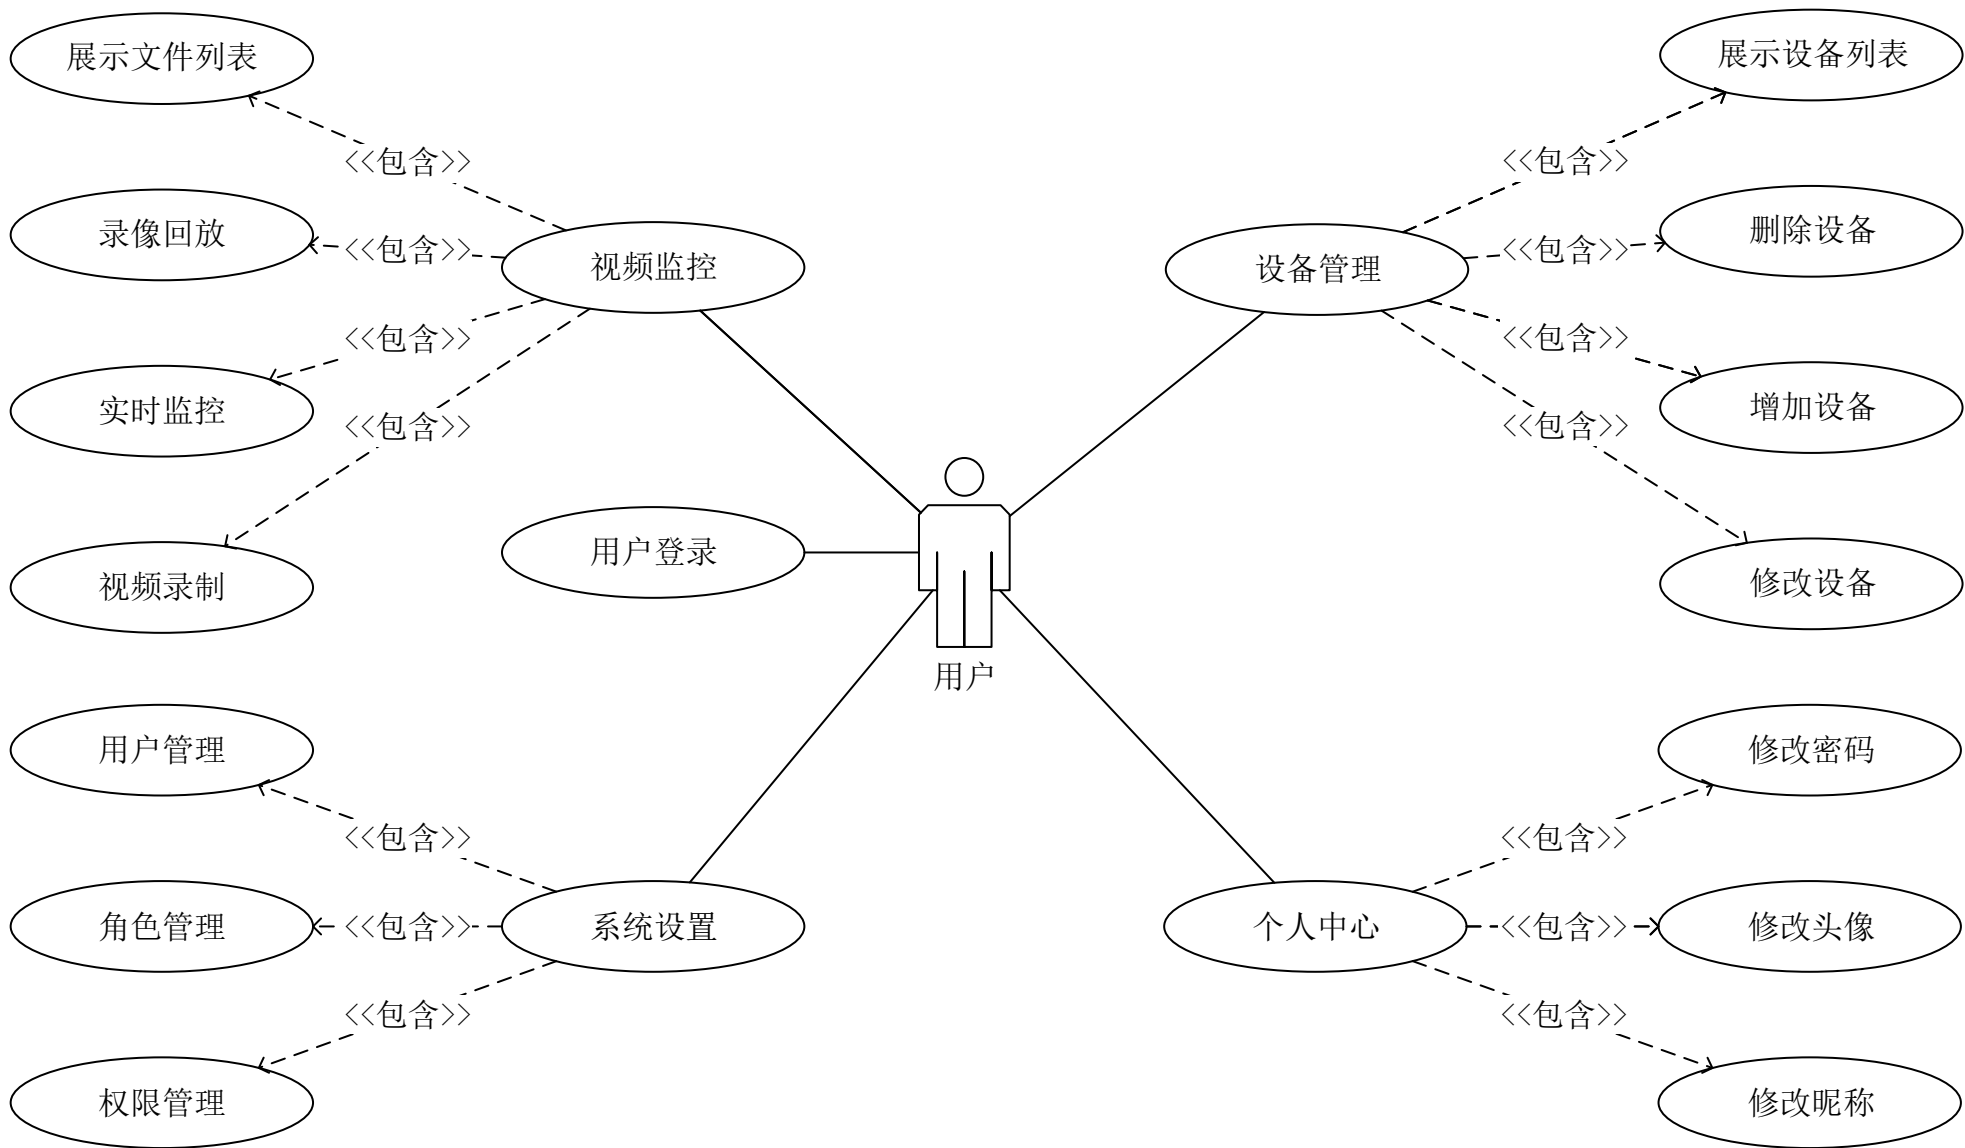 展示文件列表
展示设备列表
<<包含>>
<<包含>>
录像回放
<<包含>>
视频监控
设备管理
<<包含>>
删除设备
<<包含>>
<<包含>>
实时监控
增加设备
<<包含>>
<<包含>>
用户登录
视频录制
修改设备
用户
用户管理
修改密码
<<包含>>
<<包含>>
角色管理
<<包含>>
系统设置
个人中心
<<包含>>
修改头像
<<包含>>
<<包含>>
权限管理
修改昵称